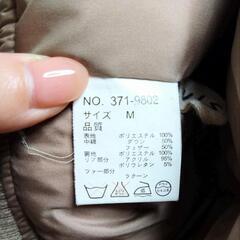 NO. 371-9802
サイズ M
品質
表地 ポリエステル 100%
中綿 ダウン 50%
フェザー 50%
裏地 ポリエステル 100%
リブ部分 アクリル 95%
ポリウレタン 5%
ファー部分 ラクーン